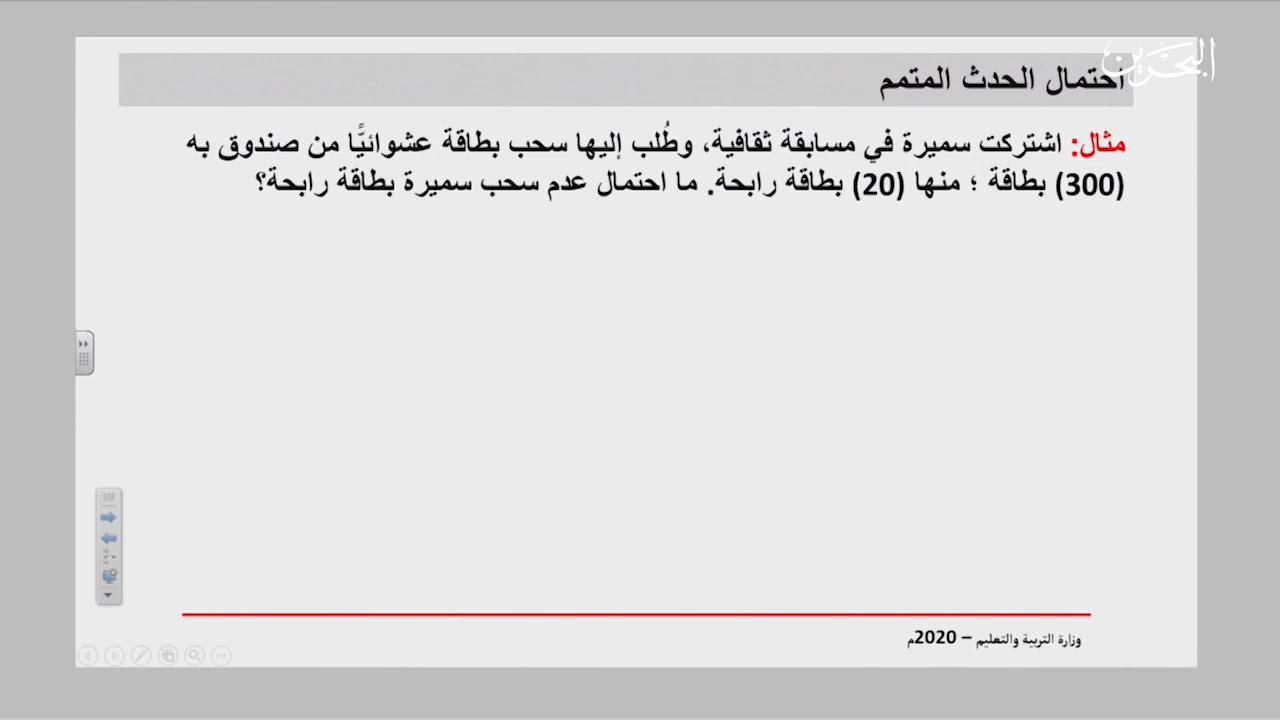 البحرين
احتمال الحدث المتمم
مثال: اشتركت سميرة في مسابقة ثقافية، وطُلب إليها سحب بطاقة عشوائيًّا من صندوق به
(300) بطاقة ؛ منها (20) بطاقة رابحة. ما احتمال عدم سحب سميرة بطاقة رابحة؟
وزارة التربية والتعليم – 2020م